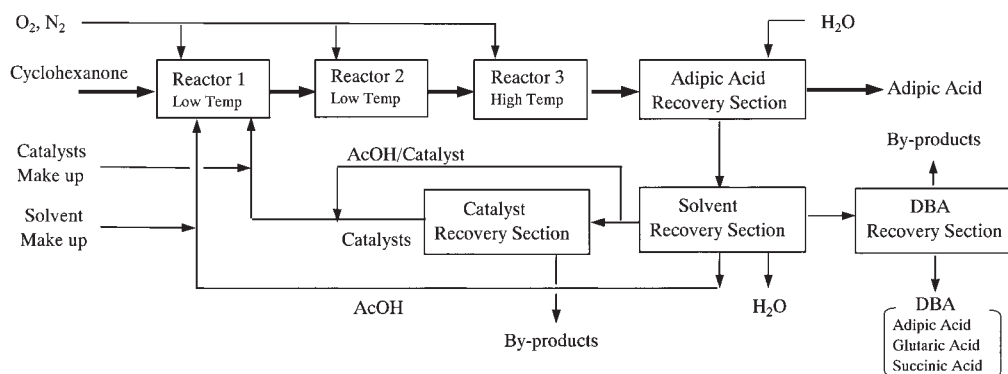 O₂, N₂
H₂O
Cyclohexanone
Reactor 1
Low Temp
Reactor 2
Low Temp
Reactor 3
High Temp
Adipic Acid
Recovery Section
Adipic Acid
Catalysts
Make up
AcOH/Catalyst
By-products
Solvent
Make up
Catalysts
Catalyst
Recovery Section
Solvent
Recovery Section
DBA
Recovery Section
AcOH
H₂O
By-products
DBA
Adipic Acid
Glutaric Acid
Succinic Acid